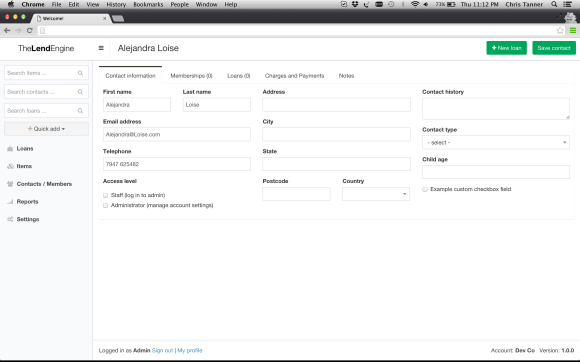 Chrome File Edit View History Bookmarks People Window Help 73% Thu 11:12 PM Chris Tanner
Welcome!
TheLendEngine
Alejandra Loise
+ New loan Save contact
Search items ...
Search contacts ...
Search loans ...
+ Quick add
Loans
Items
Contacts / Members
Reports
Settings
Contact information Memberships (0) Loans (0) Charges and Payments Notes
First name Last name
Alejandra Loise
Email address
Alejandra@Loise.com
Telephone
7947 625482
Access level
Staff (log in to admin)
Administrator (manage account settings)
Address
City
State
Postcode Country
Contact history
Contact type
- select -
Child age
Example custom checkbox field
Logged in as Admin Sign out | My profile
Account: Dev Co Version: 1.0.0